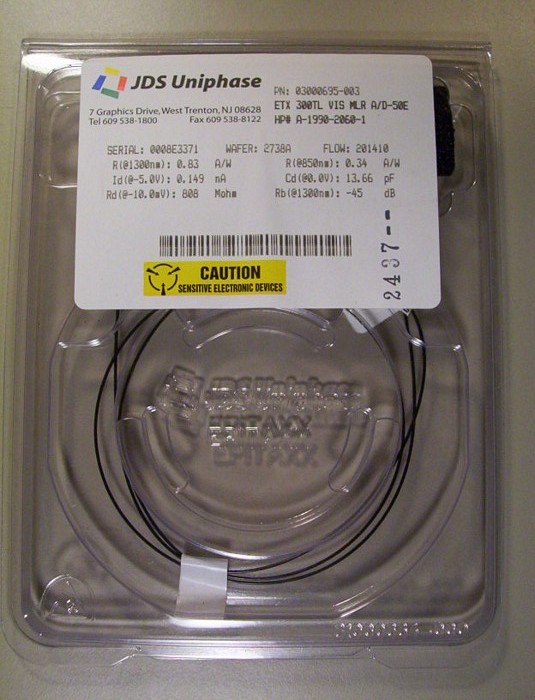 JDS Uniphase
7 Graphics Drive, West Trenton, NJ 08628
Tel 609 538-1800 Fax 609 538-8122
PN: 03000695-003
ETX 300TL VIS MLR A/D-50E
HP# A-1990-2060-1
SERIAL: 0008E3371 WAFER: 2738A FLOW: 201410
R(@1300nm): 0.83 A/W R(@850nm): 0.34 A/W
Id(@-5.0V): 0.149 nA Cd(@0.0V): 13.66 pF
Rd(@-10.0mV): 808 Mohm Rb(@1300nm): -45 dB
CAUTION
SENSITIVE ELECTRONIC DEVICES
2437--
JDS Uniphase
EPITAXX